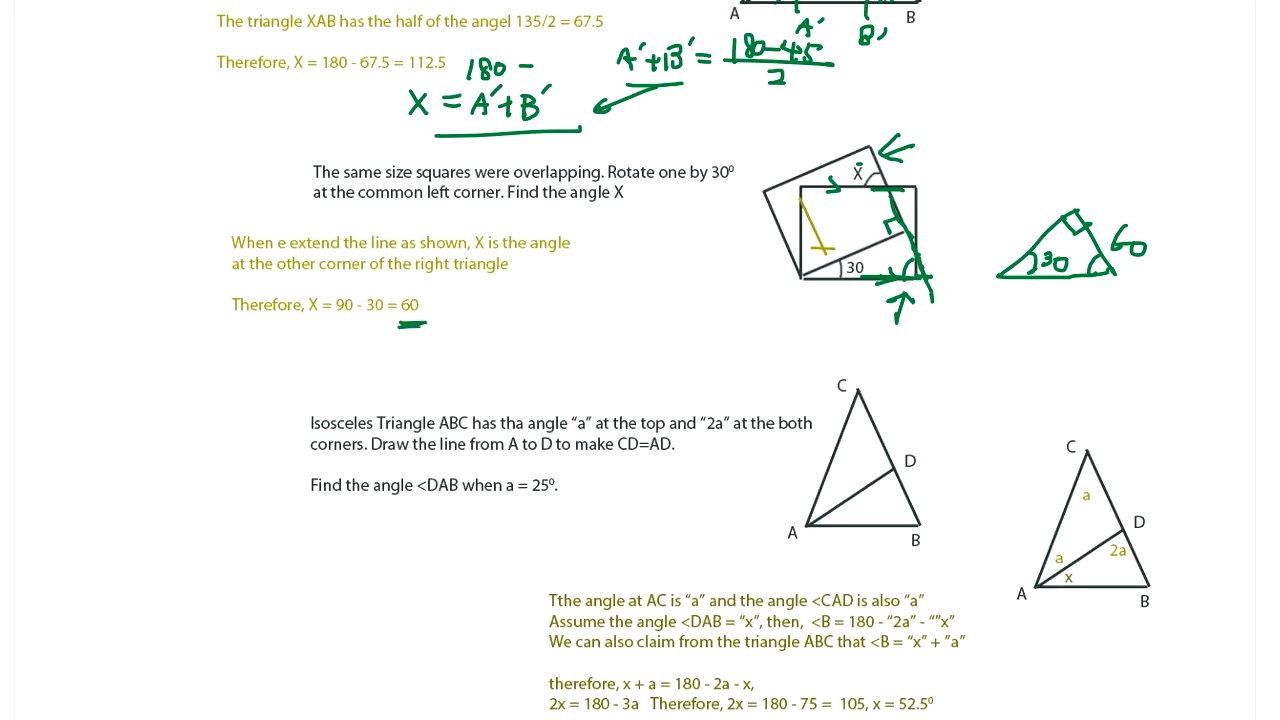 The triangle XAB has the half of the angel 135/2 = 67.5
A
B
A'
B'
Therefore, X = 180 - 67.5 = 112.5
180 -
A'+B' = 180-45
2
X = A'+B'
The same size squares were overlapping. Rotate one by 30⁰
at the common left corner. Find the angle X
X
30
30
60
When e extend the line as shown, X is the angle
at the other corner of the right triangle
Therefore, X = 90 - 30 = 60
Isosceles Triangle ABC has tha angle “a” at the top and “2a” at the both
corners. Draw the line from A to D to make CD=AD.
Find the angle <DAB when a = 25⁰.
C
D
A
B
C
a
D
a
2a
x
A
B
Tthe angle at AC is “a” and the angle <CAD is also “a”
Assume the angle <DAB = “x”, then, <B = 180 - “2a” - “”x”
We can also claim from the triangle ABC that <B = “x” + ”a”
therefore, x + a = 180 - 2a - x,
2x = 180 - 3a Therefore, 2x = 180 - 75 = 105, x = 52.5⁰